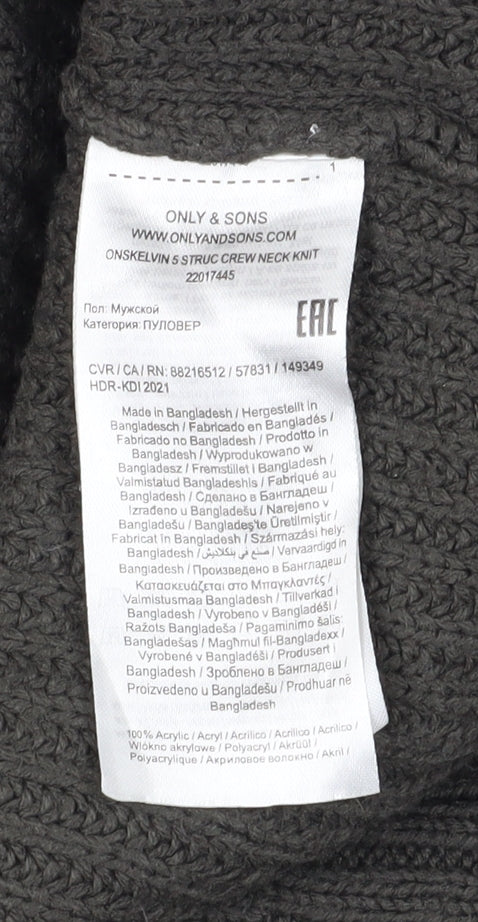 1
ONLY & SONS
WWW.ONLYANDSONS.COM
ONSKELVIN 5 STRUC CREW NECK KNIT
22017445
Пол: Мужской
Категория: ПУЛОВЕР
EAC
CVR / CA / RN: 88216512 / 57831 / 149349
HDR-KDI 2021
Made in Bangladesh / Hergestellt in
Bangladesch / Fabricado en Bangladés /
Fabricado no Bangladesh / Prodotto in
Bangladesh / Wyprodukowano w
Bangladesz / Fremstillet i Bangladesh /
Valmistatud Bangladeshis / Fabriqué au
Bangladesh / Сделано в Бангладеш /
Izrađeno u Bangladešu / Narejeno v
Bangladešu / Bangladeş'te Üretilmiştir /
Fabricat în Bangladesh / Származási hely:
Bangladesh / صنع في بنكلاديش / Vervaardigd in
Bangladesh / Произведено в Бангладеш /
Κατασκευάζεται στο Μπαγκλαντές /
Valmistusmaa Bangladesh / Tillverkad i
Bangladesh / Vyrobeno v Bangladéši /
Ražots Bangladeša / Pagaminimo šalis:
Bangladešas / Magħmul fil-Bangladexx /
Vyrobené v Bangladéši / Produsert i
Bangladesh / Зроблено в Бангладеш /
Proizvedeno u Bangladešu / Prodhuar në
Bangladesh
100% Acrylic / Acryl / Acrílico / Acrílico / Acrilico /
Włókno akrylowe / Polyacryl / Akrüül /
Polyacrylique / Акриловое волокно / Akril /